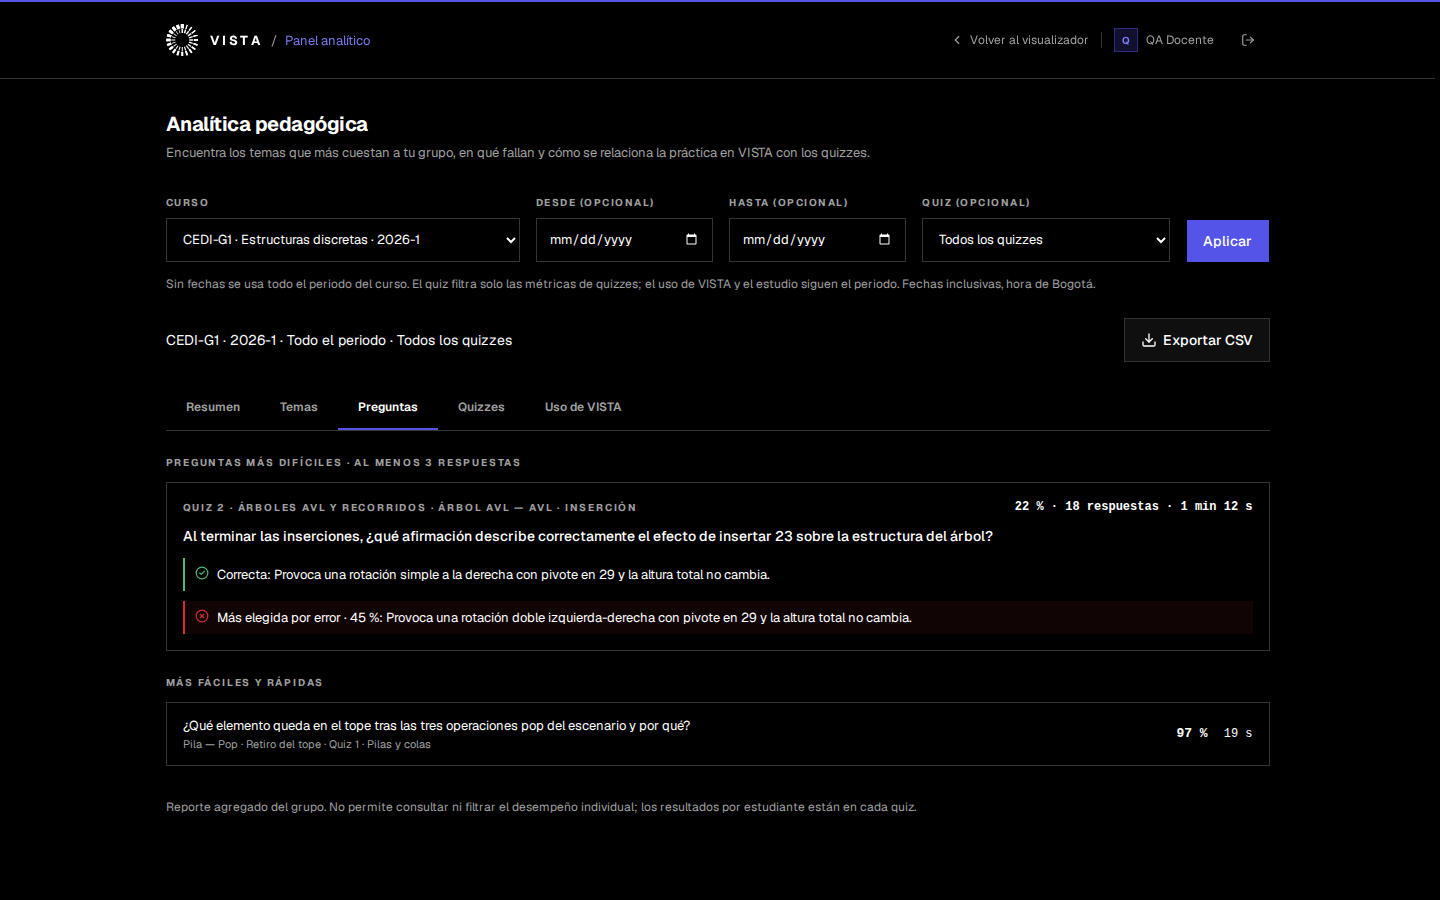 VISTA / Panel analítico
Volver al visualizador
Q QA Docente
Analítica pedagógica
Encuentra los temas que más cuestan a tu grupo, en qué fallan y cómo se relaciona la práctica en VISTA con los quizzes.
CURSO
DESDE (OPCIONAL)
HASTA (OPCIONAL)
QUIZ (OPCIONAL)
CEDI-G1 · Estructuras discretas · 2026-1
mm/dd/yyyy
mm/dd/yyyy
Todos los quizzes
Aplicar
Sin fechas se usa todo el periodo del curso. El quiz filtra solo las métricas de quizzes; el uso de VISTA y el estudio siguen el periodo. Fechas inclusivas, hora de Bogotá.
CEDI-G1 · 2026-1 · Todo el periodo · Todos los quizzes
Exportar CSV
Resumen
Temas
Preguntas
Quizzes
Uso de VISTA
PREGUNTAS MÁS DIFÍCILES · AL MENOS 3 RESPUESTAS
QUIZ 2 · ÁRBOLES AVL Y RECORRIDOS · ÁRBOL AVL — AVL · INSERCIÓN
22 % · 18 respuestas · 1 min 12 s
Al terminar las inserciones, ¿qué afirmación describe correctamente el efecto de insertar 23 sobre la estructura del árbol?
Correcta: Provoca una rotación simple a la derecha con pivote en 29 y la altura total no cambia.
Más elegida por error · 45 %: Provoca una rotación doble izquierda-derecha con pivote en 29 y la altura total no cambia.
MÁS FÁCILES Y RÁPIDAS
¿Qué elemento queda en el tope tras las tres operaciones pop del escenario y por qué?
Pila — Pop · Retiro del tope · Quiz 1 · Pilas y colas
97 % 19 s
Reporte agregado del grupo. No permite consultar ni filtrar el desempeño individual; los resultados por estudiante están en cada quiz.